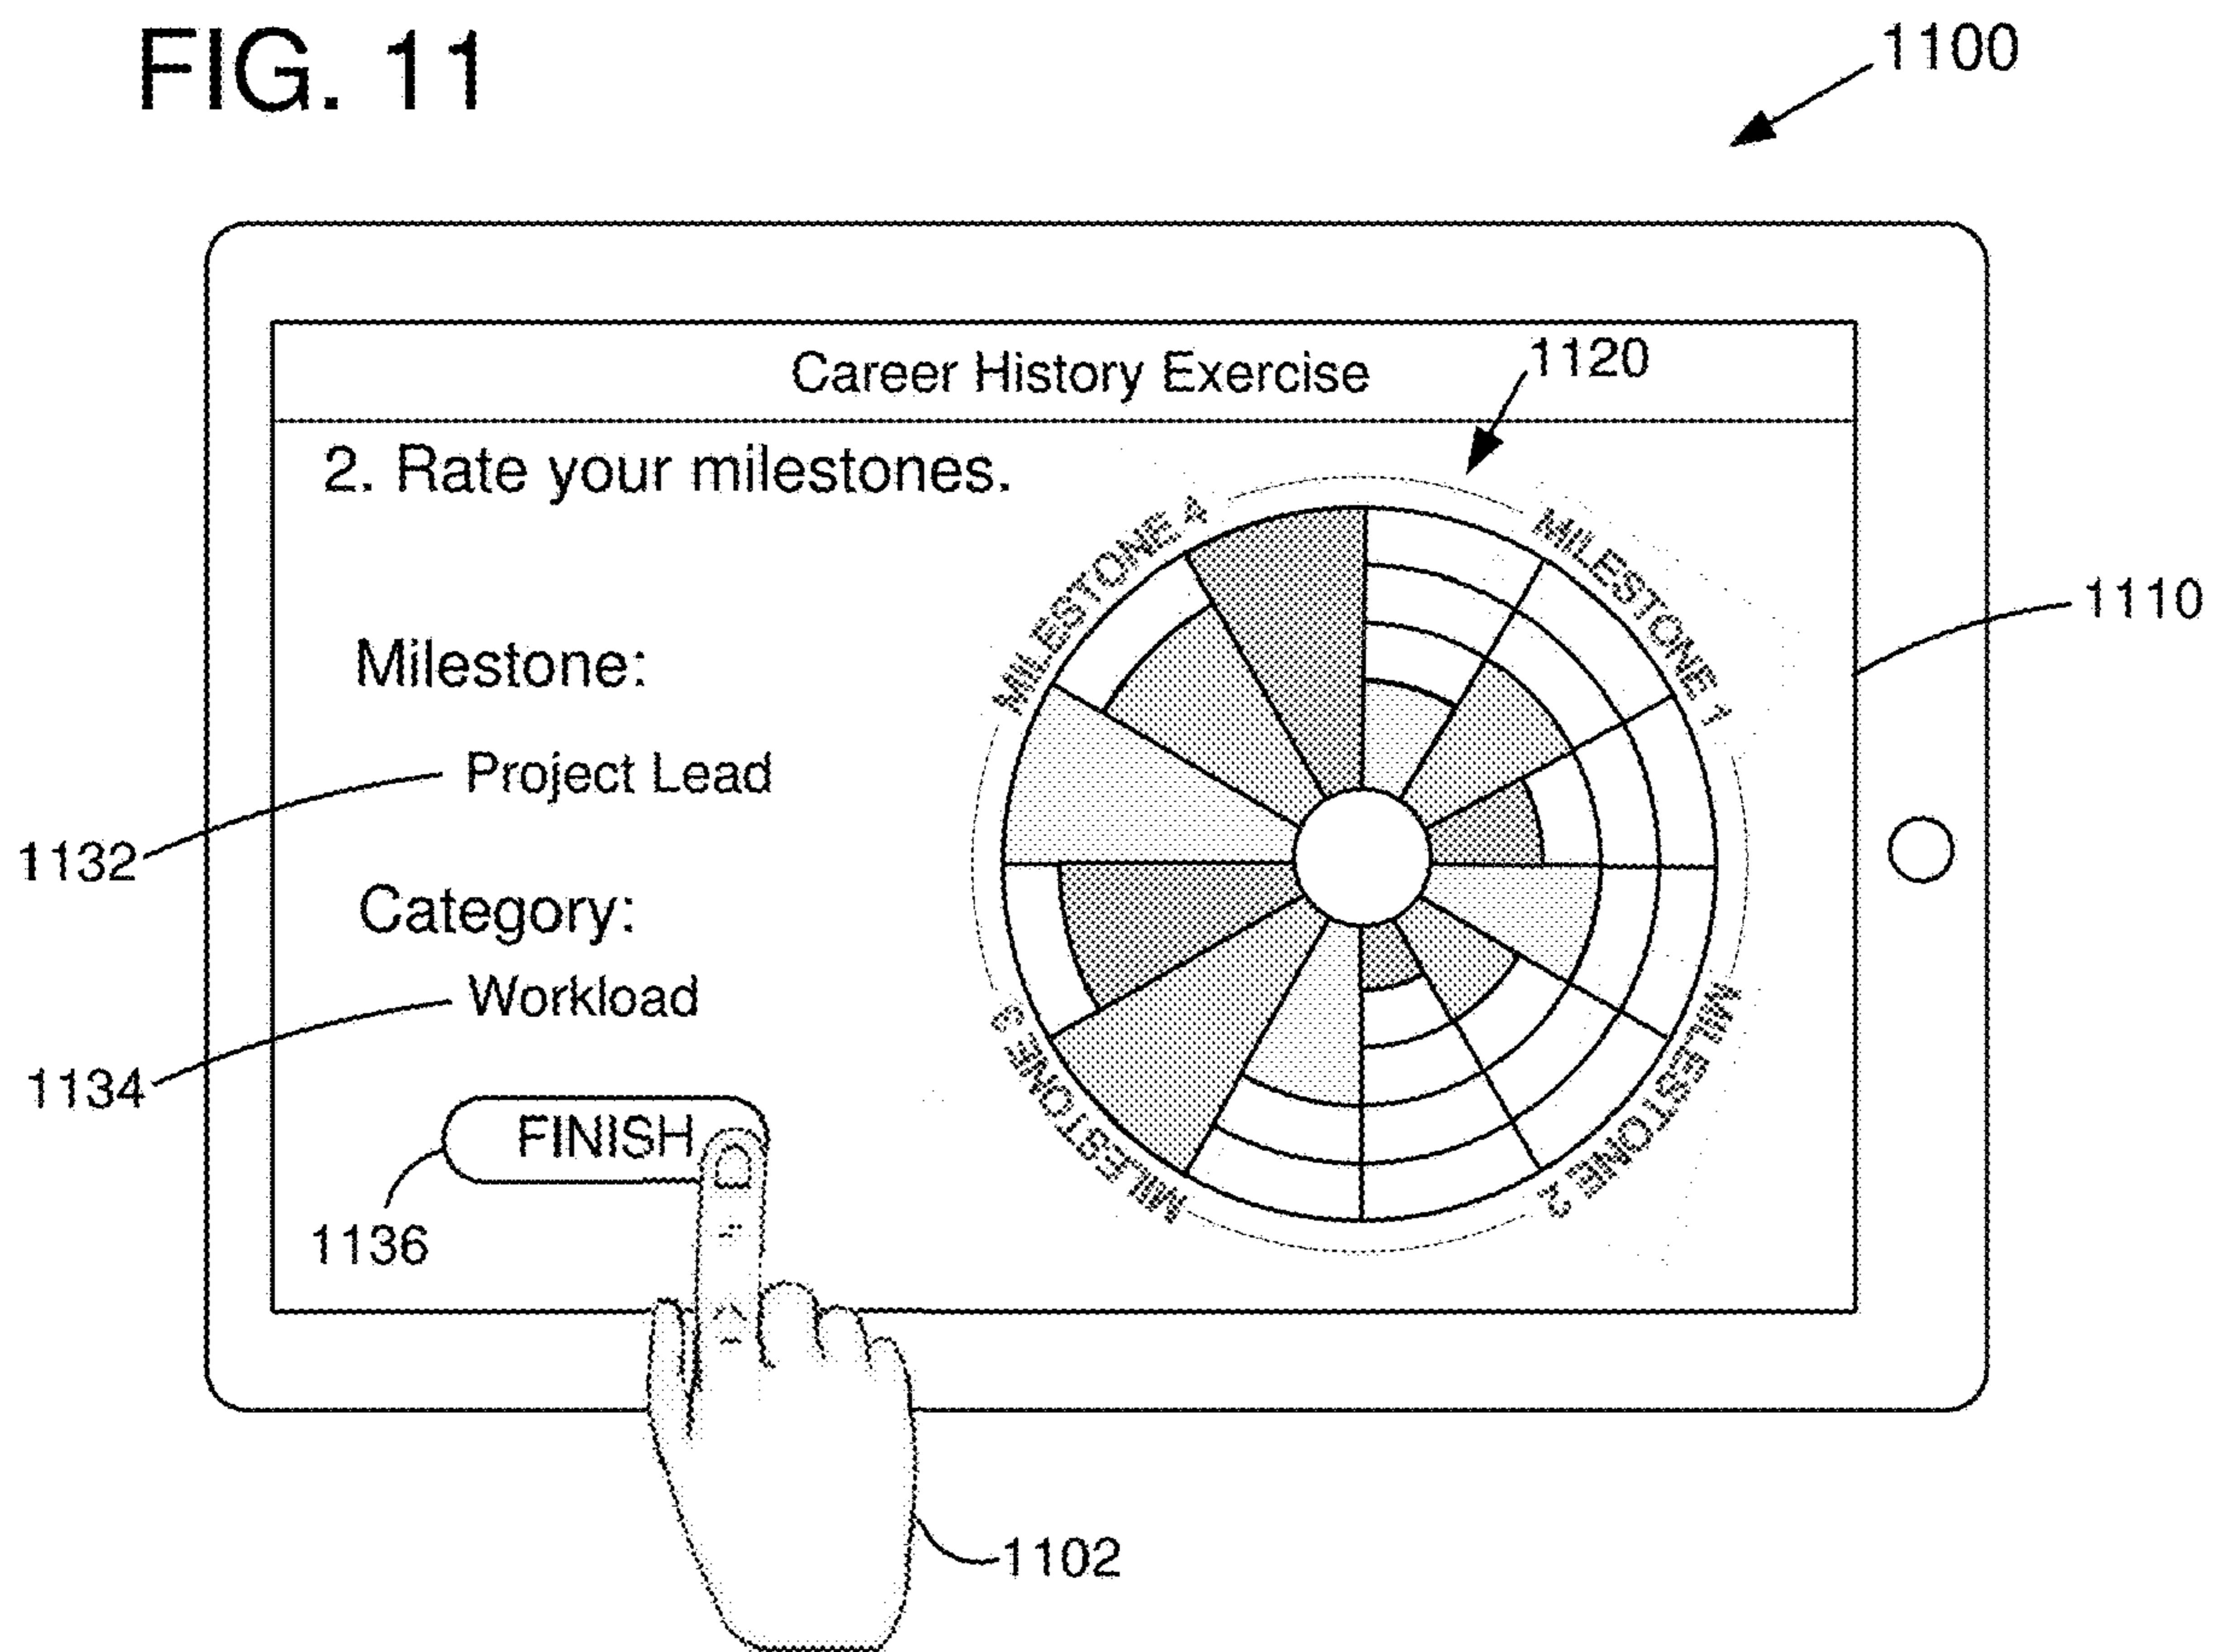 FIG. 11
1100
Career History Exercise
1120
2. Rate your milestones.
MILESTONE 4
MILESTONE 1
1110
Milestone:
Project Lead
1132
Category:
Workload
MILESTONE 3
MILESTONE 2
1134
FINISH
1136
1102